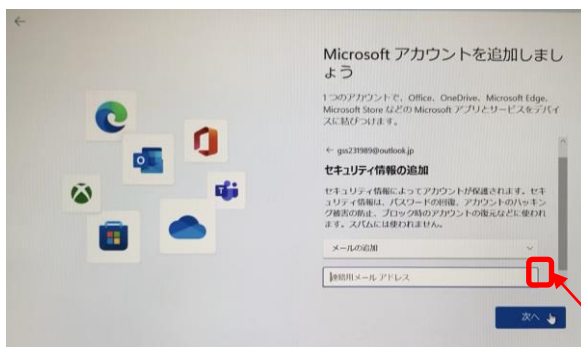 Microsoft アカウントを追加しまし
ょう
1 つのアカウントで、Office、OneDrive、Microsoft Edge、
Microsoft Store などの Microsoft アプリとサービスをデバイ
スに結びつけます。
← gss231989@outlook.jp
セキュリティ情報の追加
セキュリティ情報によってアカウントが保護されます。セキ
ュリティ情報は、パスワードの回復、アカウントのハッキン
グ被害の防止、ブロック時のアカウントの復元などに使われ
ます。スパムには使われません。
メールの追加
連絡用メール アドレス
次へ